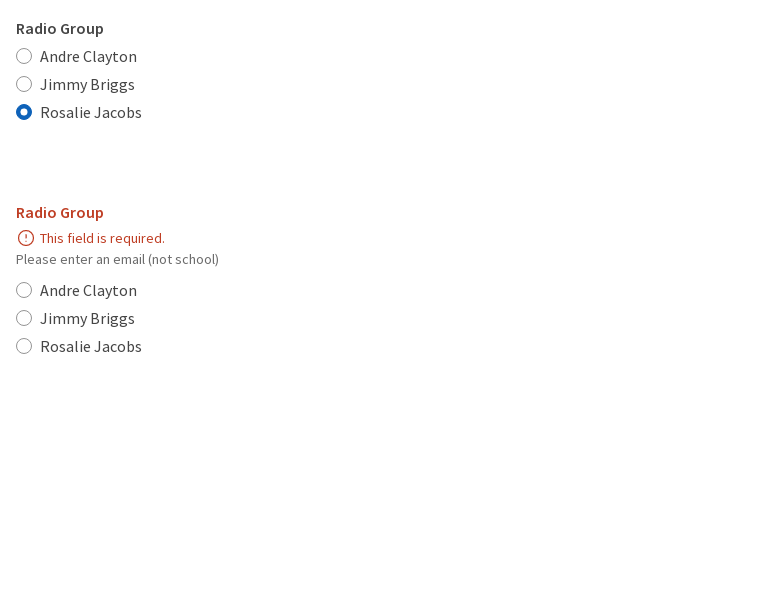 Radio Group
Andre Clayton
Jimmy Briggs
Rosalie Jacobs
Radio Group
This field is required.
Please enter an email (not school)
Andre Clayton
Jimmy Briggs
Rosalie Jacobs